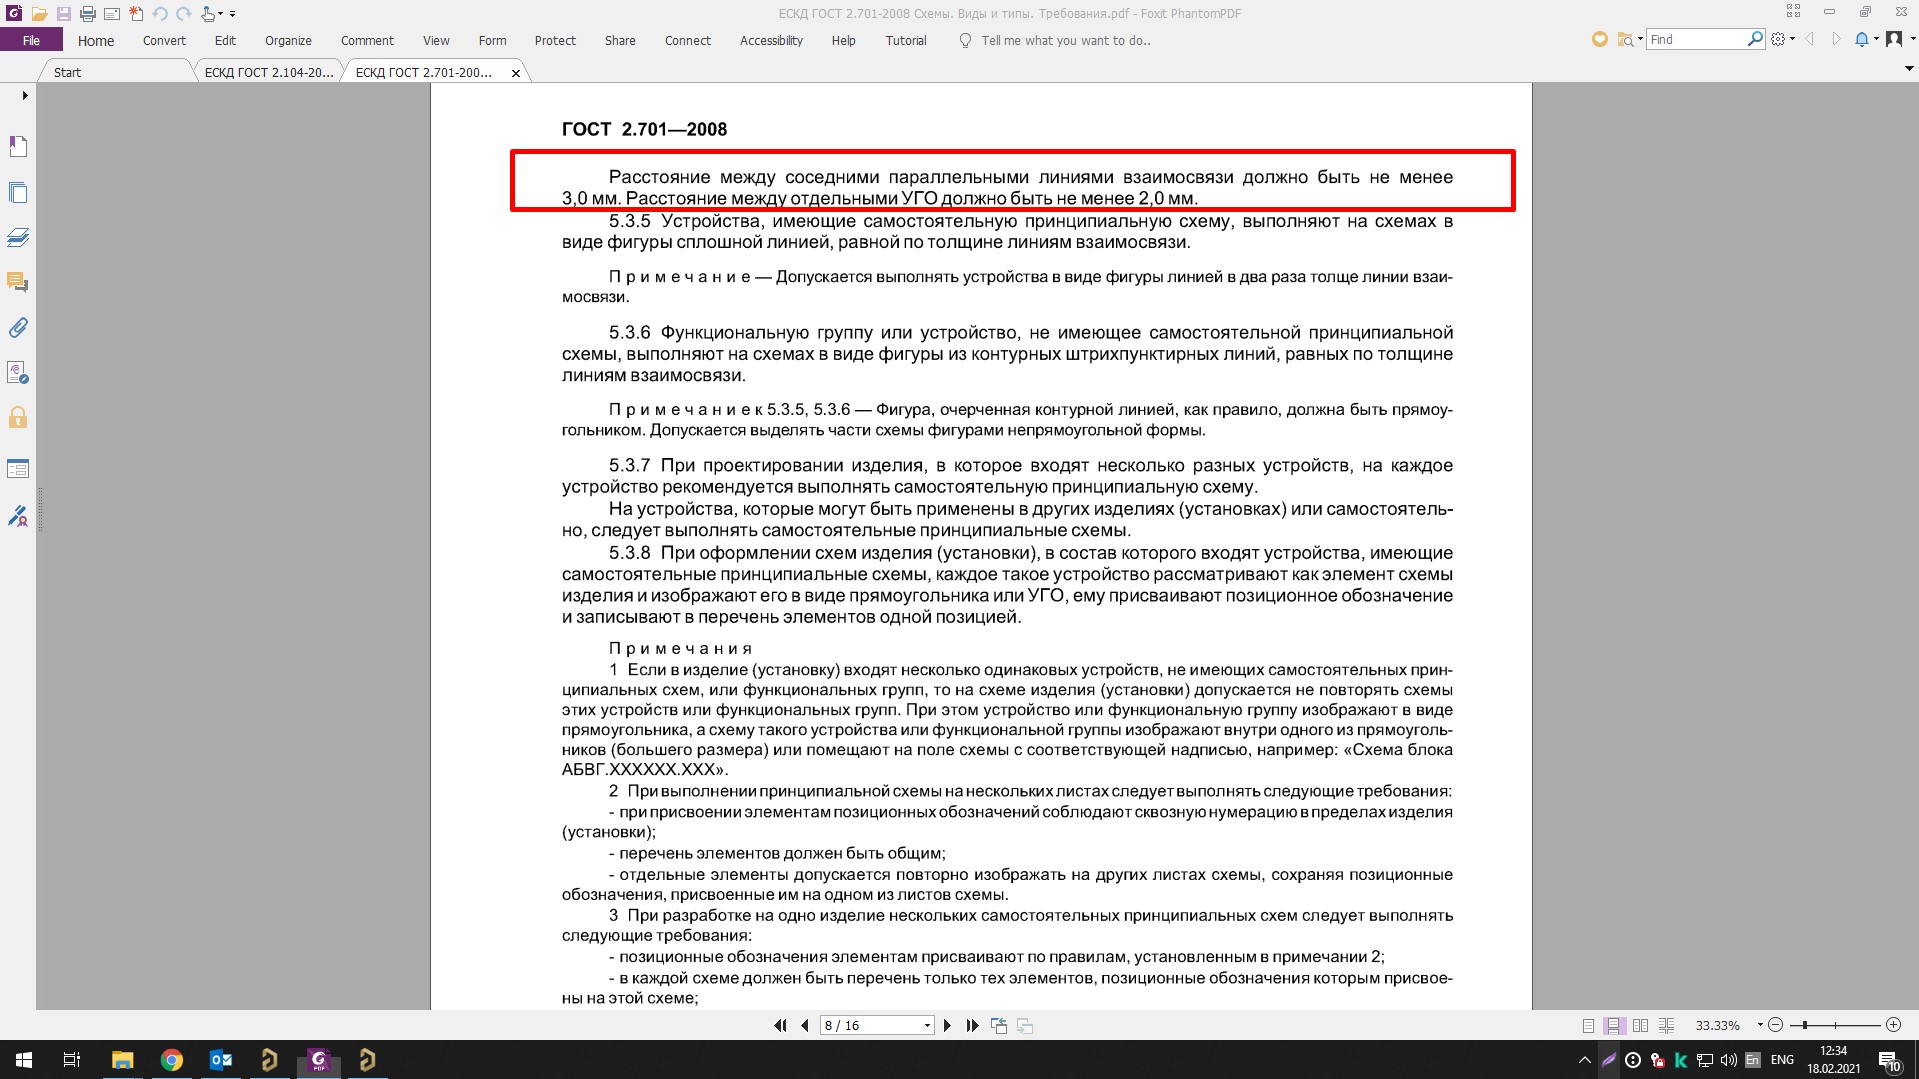 ЕСКД ГОСТ 2.701-2008 Схемы. Виды и типы. Требования.pdf - Foxit PhantomPDF
File Home Convert Edit Organize Comment View Form Protect Share Connect Accessibility Help Tutorial Tell me what you want to do.. Find
Start ЕСКД ГОСТ 2.104-20... ЕСКД ГОСТ 2.701-200...
ГОСТ 2.701—2008
Расстояние между соседними параллельными линиями взаимосвязи должно быть не менее
3,0 мм. Расстояние между отдельными УГО должно быть не менее 2,0 мм.
5.3.5 Устройства, имеющие самостоятельную принципиальную схему, выполняют на схемах в
виде фигуры сплошной линией, равной по толщине линиям взаимосвязи.
П р и м е ч а н и е — Допускается выполнять устройства в виде фигуры линией в два раза толще линии взаи-
мосвязи.
5.3.6 Функциональную группу или устройство, не имеющее самостоятельной принципиальной
схемы, выполняют на схемах в виде фигуры из контурных штрихпунктирных линий, равных по толщине
линиям взаимосвязи.
П р и м е ч а н и е к 5.3.5, 5.3.6 — Фигура, очерченная контурной линией, как правило, должна быть прямоу-
гольником. Допускается выделять части схемы фигурами непрямоугольной формы.
5.3.7 При проектировании изделия, в которое входят несколько разных устройств, на каждое
устройство рекомендуется выполнять самостоятельную принципиальную схему.
На устройства, которые могут быть применены в других изделиях (установках) или самостоятель-
но, следует выполнять самостоятельные принципиальные схемы.
5.3.8 При оформлении схем изделия (установки), в состав которого входят устройства, имеющие
самостоятельные принципиальные схемы, каждое такое устройство рассматривают как элемент схемы
изделия и изображают его в виде прямоугольника или УГО, ему присваивают позиционное обозначение
и записывают в перечень элементов одной позицией.
П р и м е ч а н и я
1 Если в изделие (установку) входят несколько одинаковых устройств, не имеющих самостоятельных прин-
ципиальных схем, или функциональных групп, то на схеме изделия (установки) допускается не повторять схемы
этих устройств или функциональных групп. При этом устройство или функциональную группу изображают в виде
прямоугольника, а схему такого устройства или функциональной группы изображают внутри одного из прямоуголь-
ников (большего размера) или помещают на поле схемы с соответствующей надписью, например: «Схема блока
АБВГ.ХХХХХХ.ХХХ».
2 При выполнении принципиальной схемы на нескольких листах следует выполнять следующие требования:
- при присвоении элементам позиционных обозначений соблюдают сквозную нумерацию в пределах изделия
(установки);
- перечень элементов должен быть общим;
- отдельные элементы допускается повторно изображать на других листах схемы, сохраняя позиционные
обозначения, присвоенные им на одном из листов схемы.
3 При разработке на одно изделие нескольких самостоятельных принципиальных схем следует выполнять
следующие требования:
- позиционные обозначения элементам присваивают по правилам, установленным в примечании 2;
- в каждой схеме должен быть перечень только тех элементов, позиционные обозначения которым присвое-
ны на этой схеме;
8 / 16 33.33%
En ENG 12:34
18.02.2021 10